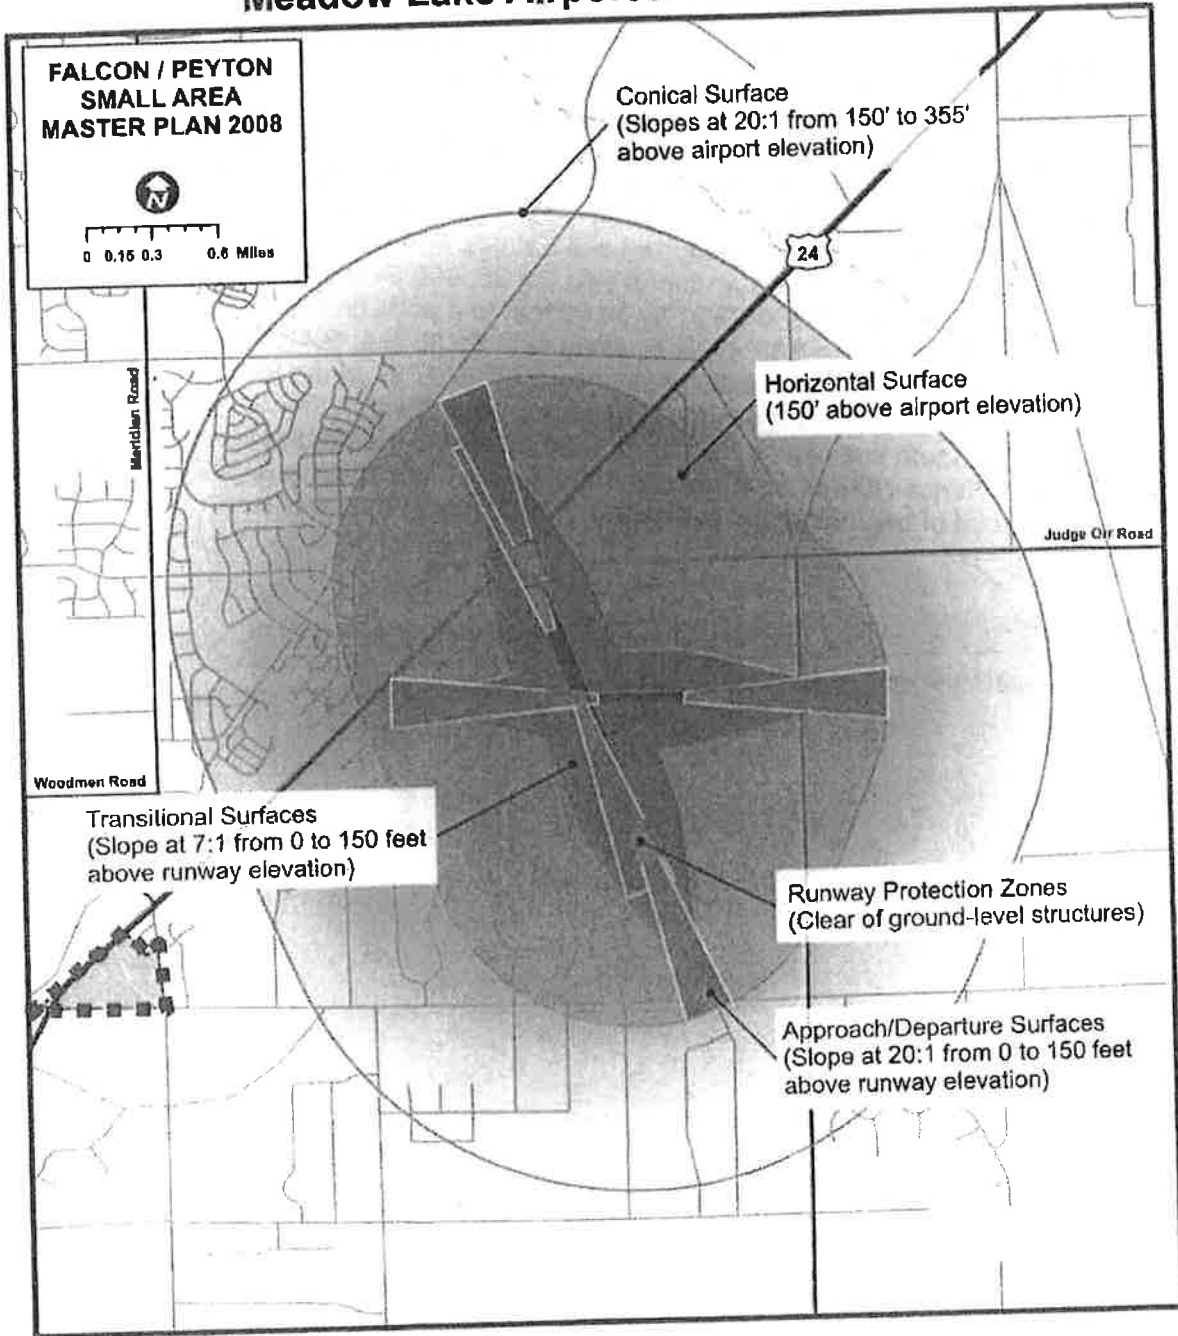 Meadow Lake Airport
FALCON / PEYTON
SMALL AREA
MASTER PLAN 2008
N
0 0.15 0.3 0.6 Miles
Conical Surface
(Slopes at 20:1 from 150' to 355'
above airport elevation)
24
Horizontal Surface
(150' above airport elevation)
Meridian Road
Judge Orr Road
Woodmen Road
Transitional Surfaces
(Slope at 7:1 from 0 to 150 feet
above runway elevation)
Runway Protection Zones
(Clear of ground-level structures)
Approach/Departure Surfaces
(Slope at 20:1 from 0 to 150 feet
above runway elevation)